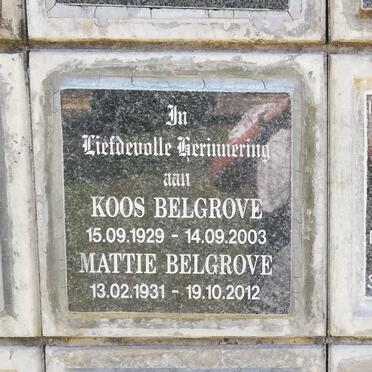 In
Liefdevolle Herinnering
aan
KOOS BELGROVE
15.09.1929 - 14.09.2003
MATTIE BELGROVE
13.02.1931 - 19.10.2012